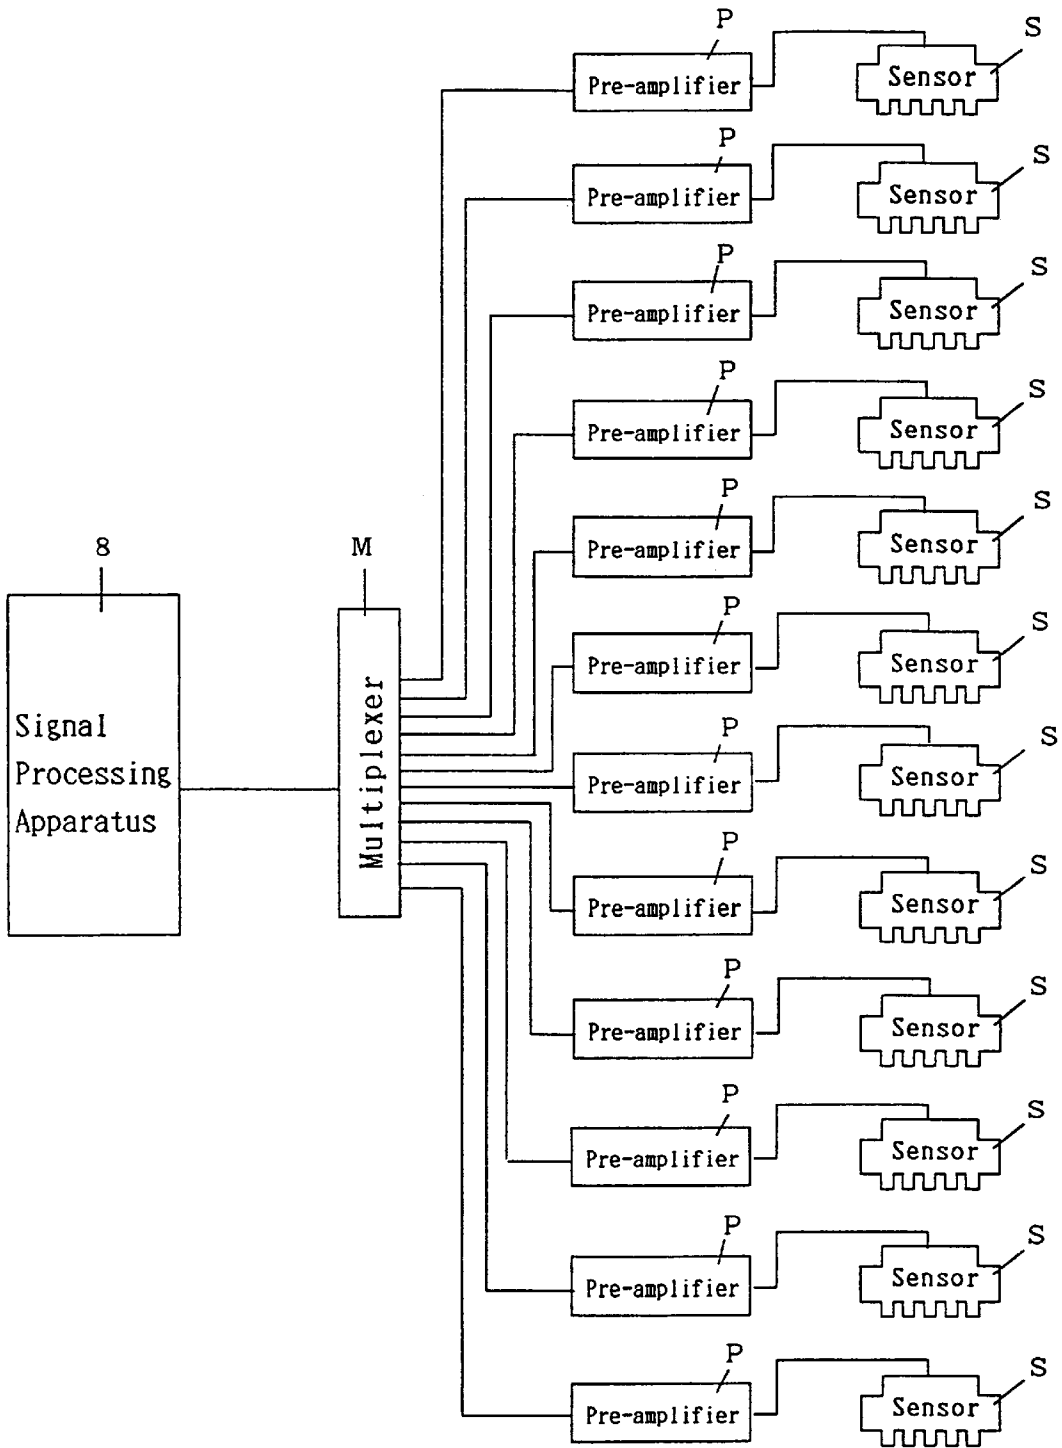 P
S
Pre-amplifier
Sensor
P
S
Pre-amplifier
Sensor
P
S
Pre-amplifier
Sensor
P
S
Pre-amplifier
Sensor
P
S
Pre-amplifier
Sensor
8
M
Signal
Processing
Apparatus
Multiplexer
P
S
Pre-amplifier
Sensor
P
S
Pre-amplifier
Sensor
P
S
Pre-amplifier
Sensor
P
S
Pre-amplifier
Sensor
P
S
Pre-amplifier
Sensor
P
S
Pre-amplifier
Sensor
P
S
Pre-amplifier
Sensor